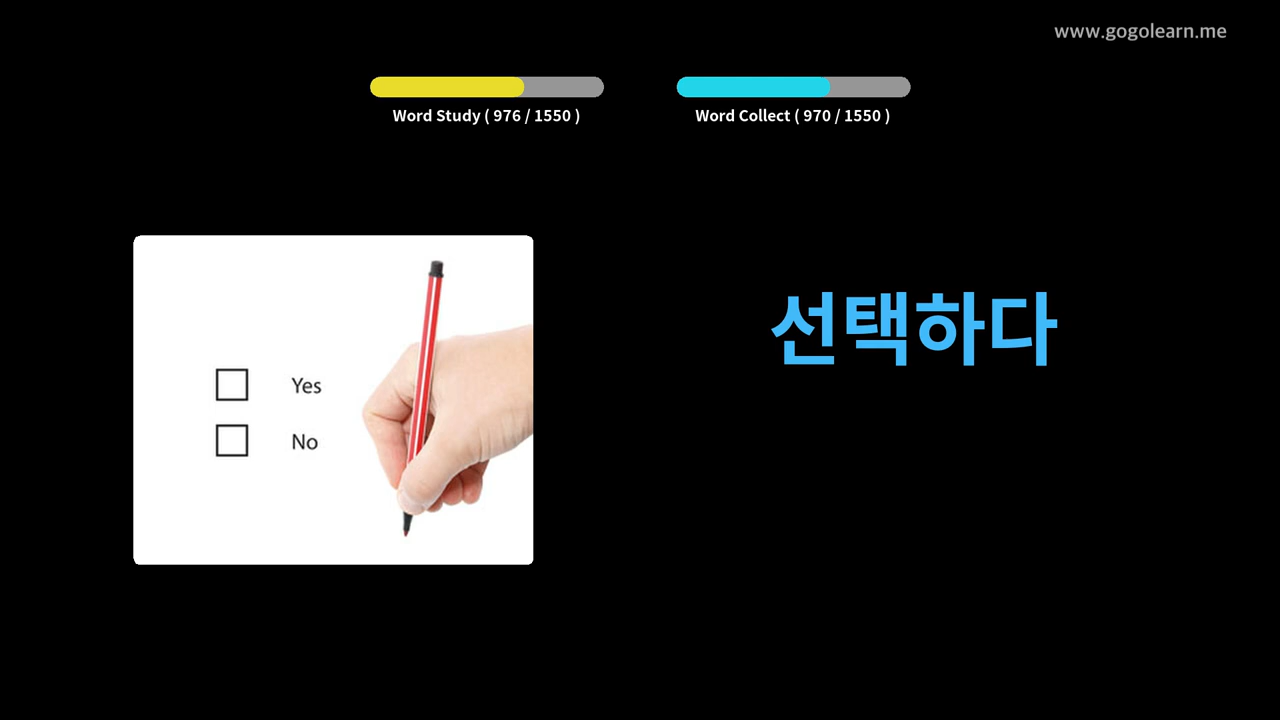 www.gogolearn.me
Word Study ( 976 / 1550 )
Word Collect ( 970 / 1550 )
Yes
No
선택하다